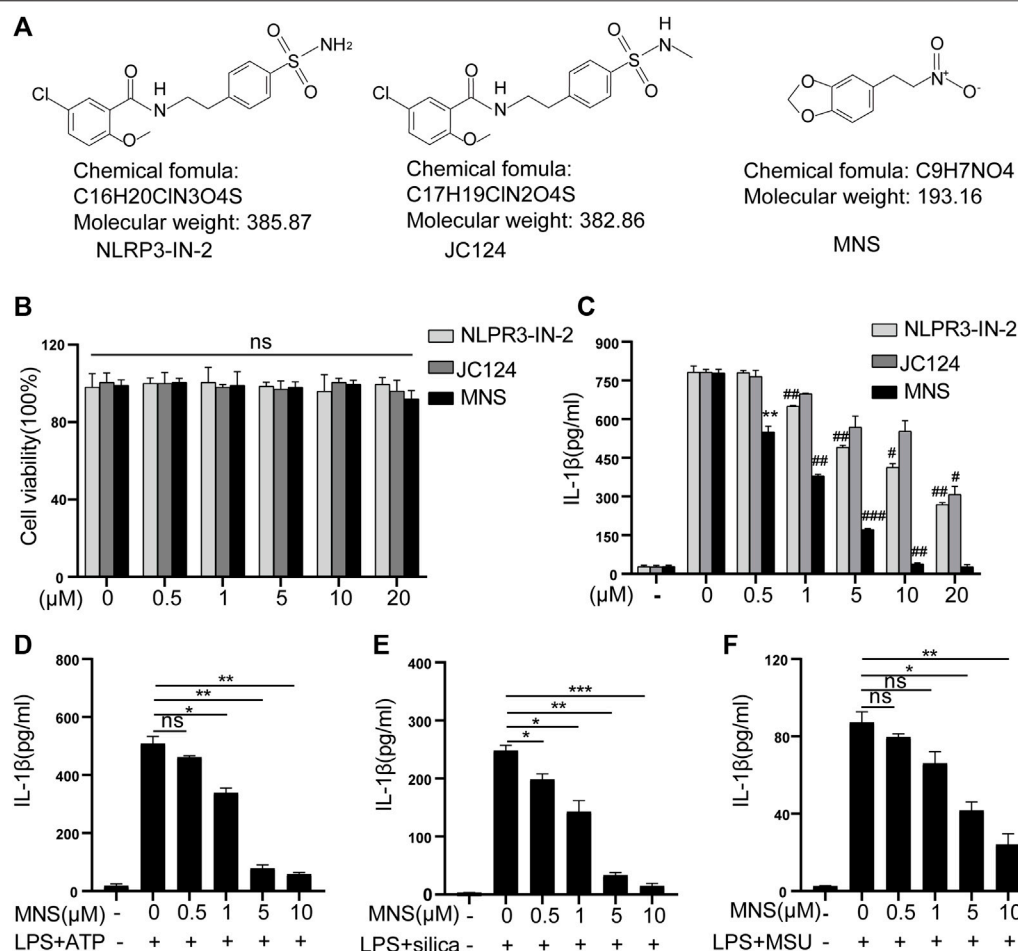 A
Cl
O
H
N
O
O
S
NH2
O
Chemical fomula:
C16H20ClN3O4S
Molecular weight: 385.87
NLRP3-IN-2
Cl
O
H
N
O
O
S
H
N
O
Chemical fomula:
C17H19ClN2O4S
Molecular weight: 382.86
JC124
O
O
O
N+
O-
Chemical fomula: C9H7NO4
Molecular weight: 193.16
MNS
B
Cell viability(100%)
120
80
40
0
ns
NLPR3-IN-2
JC124
MNS
(μM) 0 0.5 1 5 10 20
C
IL-1β(pg/ml)
900
750
600
450
300
150
0
NLPR3-IN-2
JC124
MNS
**
##
##
##
###
#
##
##
#
(μM) - 0 0.5 1 5 10 20
D
IL-1β(pg/ml)
800
600
400
200
0
**
**
*
ns
MNS(μM) - 0 0.5 1 5 10
LPS+ATP - + + + + +
E
IL-1β(pg/ml)
400
300
200
100
0
***
**
*
*
MNS(μM) - 0 0.5 1 5 10
LPS+silica - + + + + +
F
IL-1β(pg/ml)
120
80
40
0
**
*
ns
ns
MNS(μM) - 0 0.5 1 5 10
LPS+MSU - + + + + +